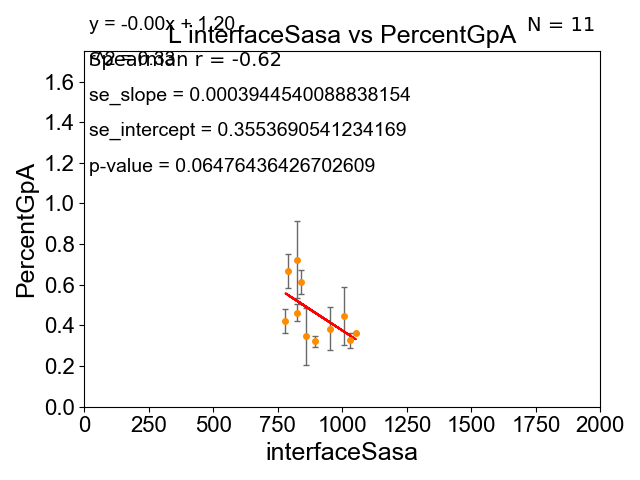 y = -0.00x + 1.20
N = 11
L interfaceSasa vs PercentGpA
Spearman r = -0.62
se_slope = 0.0003944540088838154
se_intercept = 0.3553690541234169
p-value = 0.06476436426702609
PercentGpA
1.6
1.4
1.2
1.0
0.8
0.6
0.4
0.2
0.0
0 250 500 750 1000 1250 1500 1750 2000
interfaceSasa